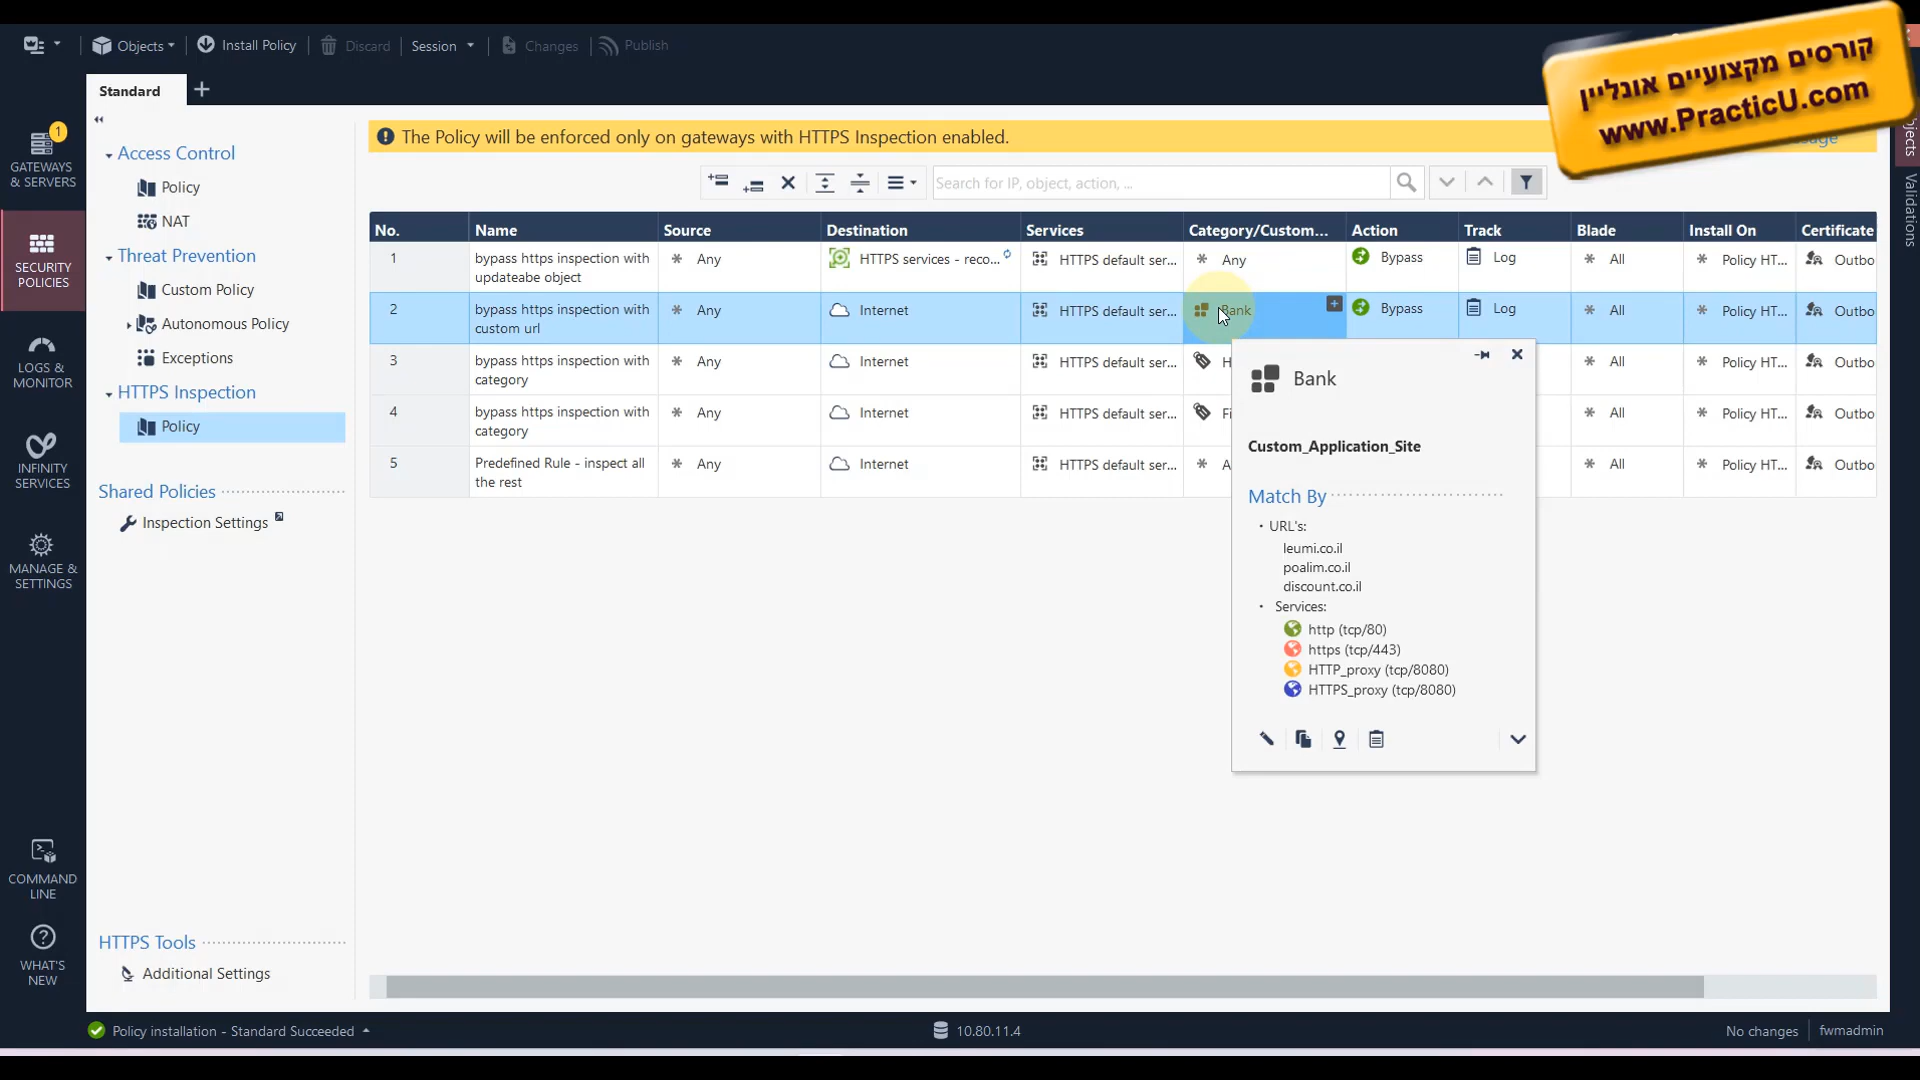 Objects
Install Policy
Discard
Session
Changes
Publish
קורסים מקצועיים אונליין
www.PracticU.com
Standard
1
GATEWAYS
& SERVERS
SECURITY
POLICIES
LOGS &
MONITOR
INFINITY
SERVICES
MANAGE &
SETTINGS
COMMAND
LINE
WHAT'S
NEW
Access Control
Policy
NAT
Threat Prevention
Custom Policy
Autonomous Policy
Exceptions
HTTPS Inspection
Policy
Shared Policies
Inspection Settings
HTTPS Tools
Additional Settings
The Policy will be enforced only on gateways with HTTPS Inspection enabled.
Search for IP, object, action, ...
No. Name Source Destination Services Category/Custom... Action Track Blade Install On Certificate
1 bypass https inspection with updateabe object * Any HTTPS services - reco... HTTPS default ser... * Any Bypass Log * All * Policy HT... Outbo
2 bypass https inspection with custom url * Any Internet HTTPS default ser... Bank Bypass Log * All * Policy HT... Outbo
3 bypass https inspection with category * Any Internet HTTPS default ser... H * All * Policy HT... Outbo
4 bypass https inspection with category * Any Internet HTTPS default ser... Fi * All * Policy HT... Outbo
5 Predefined Rule - inspect all the rest * Any Internet HTTPS default ser... * A * All * Policy HT... Outbo
Bank
Custom_Application_Site
Match By
• URL's:
leumi.co.il
poalim.co.il
discount.co.il
• Services:
http (tcp/80)
https (tcp/443)
HTTP_proxy (tcp/8080)
HTTPS_proxy (tcp/8080)
Validations
Policy installation - Standard Succeeded
10.80.11.4
No changes
fwmadmin